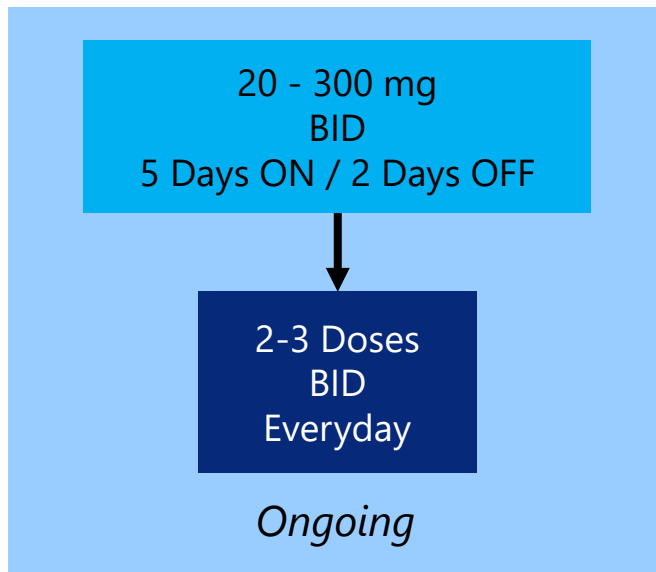 20 - 300 mg
BID
5 Days ON / 2 Days OFF
2-3 Doses
BID
Everyday
Ongoing